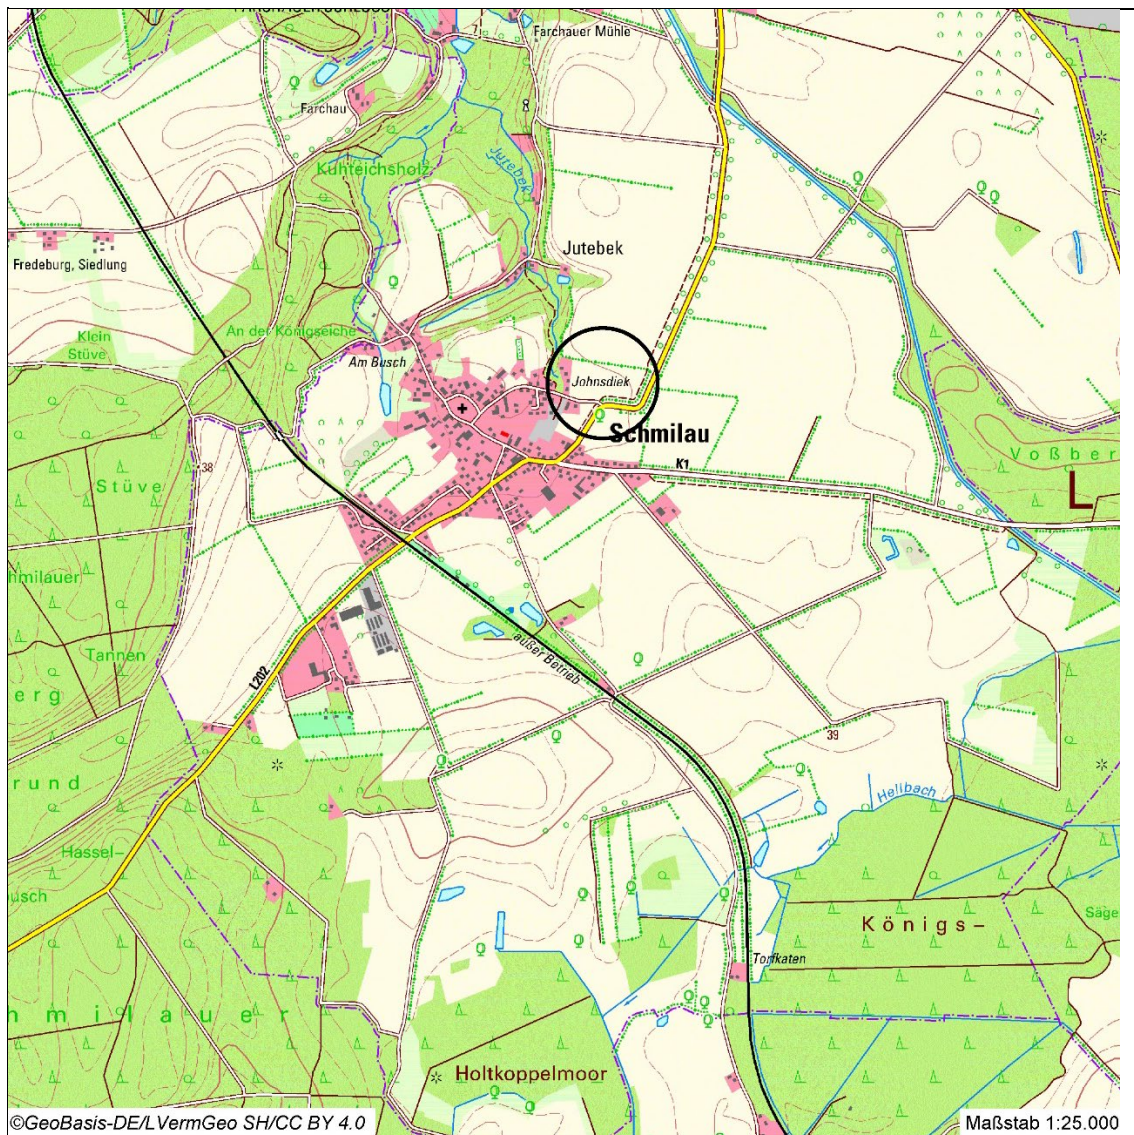 Farchauer Mühle
Farchau
Kuhteichsholz
Jutebek
Jutebek
Fredeburg, Siedlung
An der Königseiche
Klein
Stüve
Am Busch
Johnsdiek
Schmilau
K1
Voßber
L
38
Stüve
hmilauer
Tannen
außer Betrieb
erg
L202
39
rund
Hellbach
Hassel-
usch
Königs-
Säge
Torfkaten
hmilauer
Holtkoppelmoor
©GeoBasis-DE/LVermGeo SH/CC BY 4.0
Maßstab 1:25.000